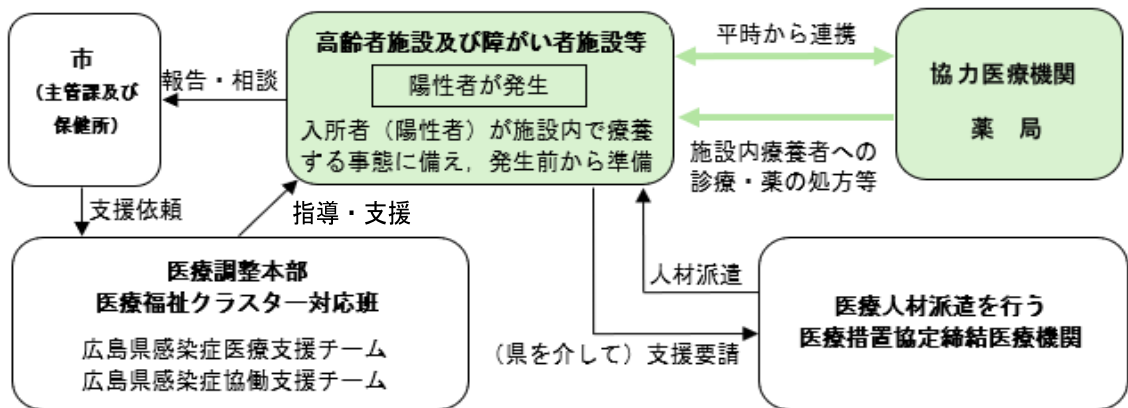 市
（主管課及び
保健所）
報告・相談
高齢者施設及び障がい者施設等
陽性者が発生
入所者（陽性者）が施設内で療養
する事態に備え，発生前から準備
平時から連携
協力医療機関
薬　局
施設内療養者への
診療・薬の処方等
支援依頼
指導・支援
医療調整本部
医療福祉クラスター対応班
広島県感染症医療支援チーム
広島県感染症協働支援チーム
人材派遣
（県を介して）支援要請
医療人材派遣を行う
医療措置協定締結医療機関